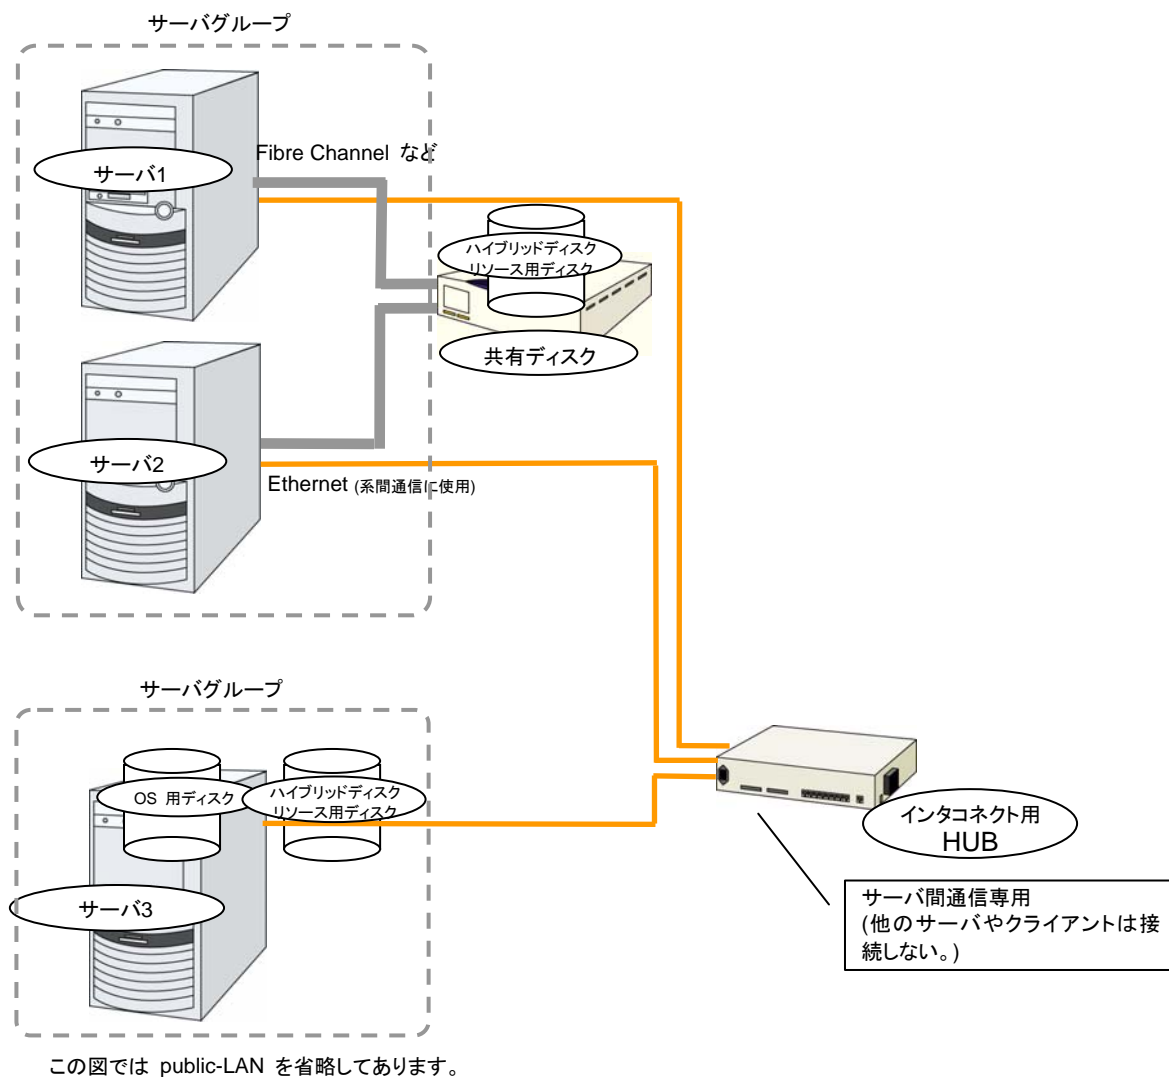 サーバグループ
サーバ1
Fibre Channel など
ハイブリッドディスク
リソース用ディスク
共有ディスク
サーバ2
Ethernet (系間通信に使用)
サーバグループ
OS 用ディスク
ハイブリッドディスク
リソース用ディスク
サーバ3
インタコネクト用
HUB
サーバ間通信専用
(他のサーバやクライアントは接
続しない。)
この図では public-LAN を省略してあります。